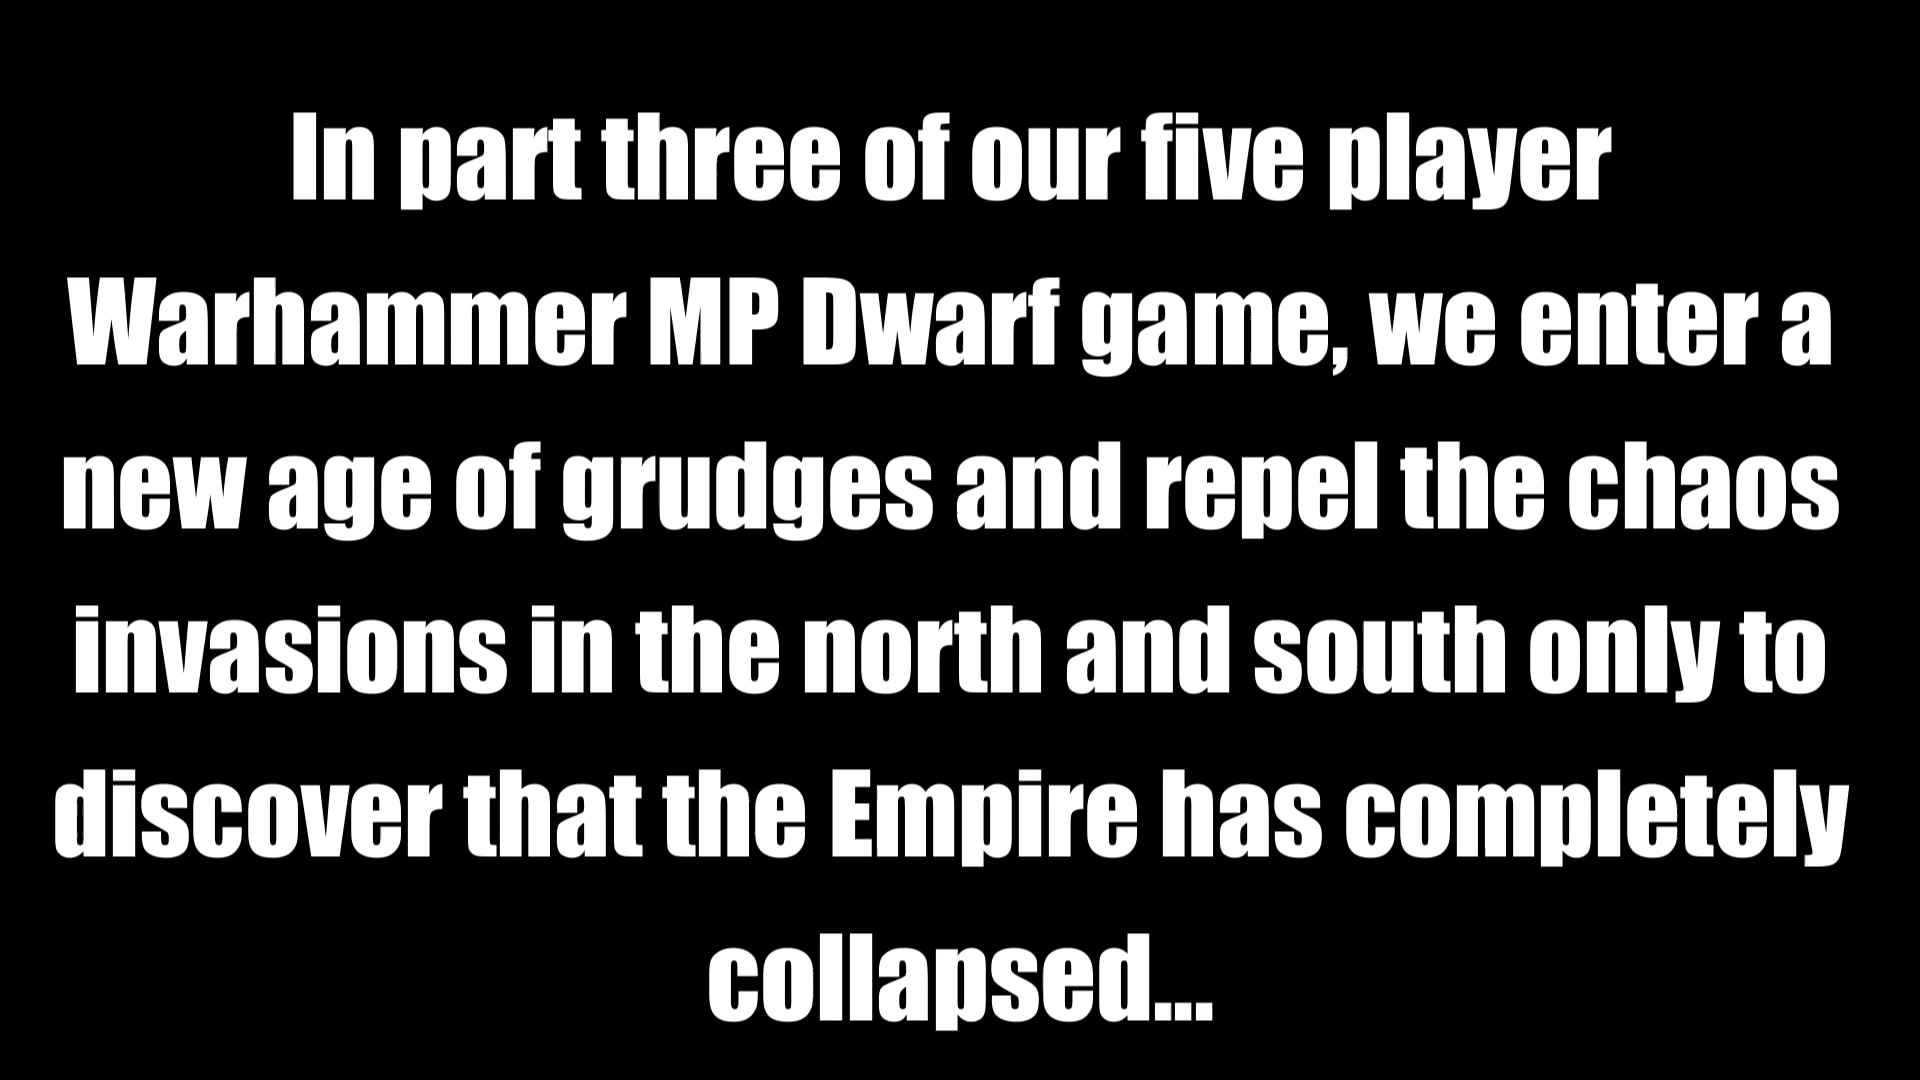 In part three of our five player
Warhammer MP Dwarf game, we enter a
new age of grudges and repel the chaos
invasions in the north and south only to
discover that the Empire has completely
collapsed...